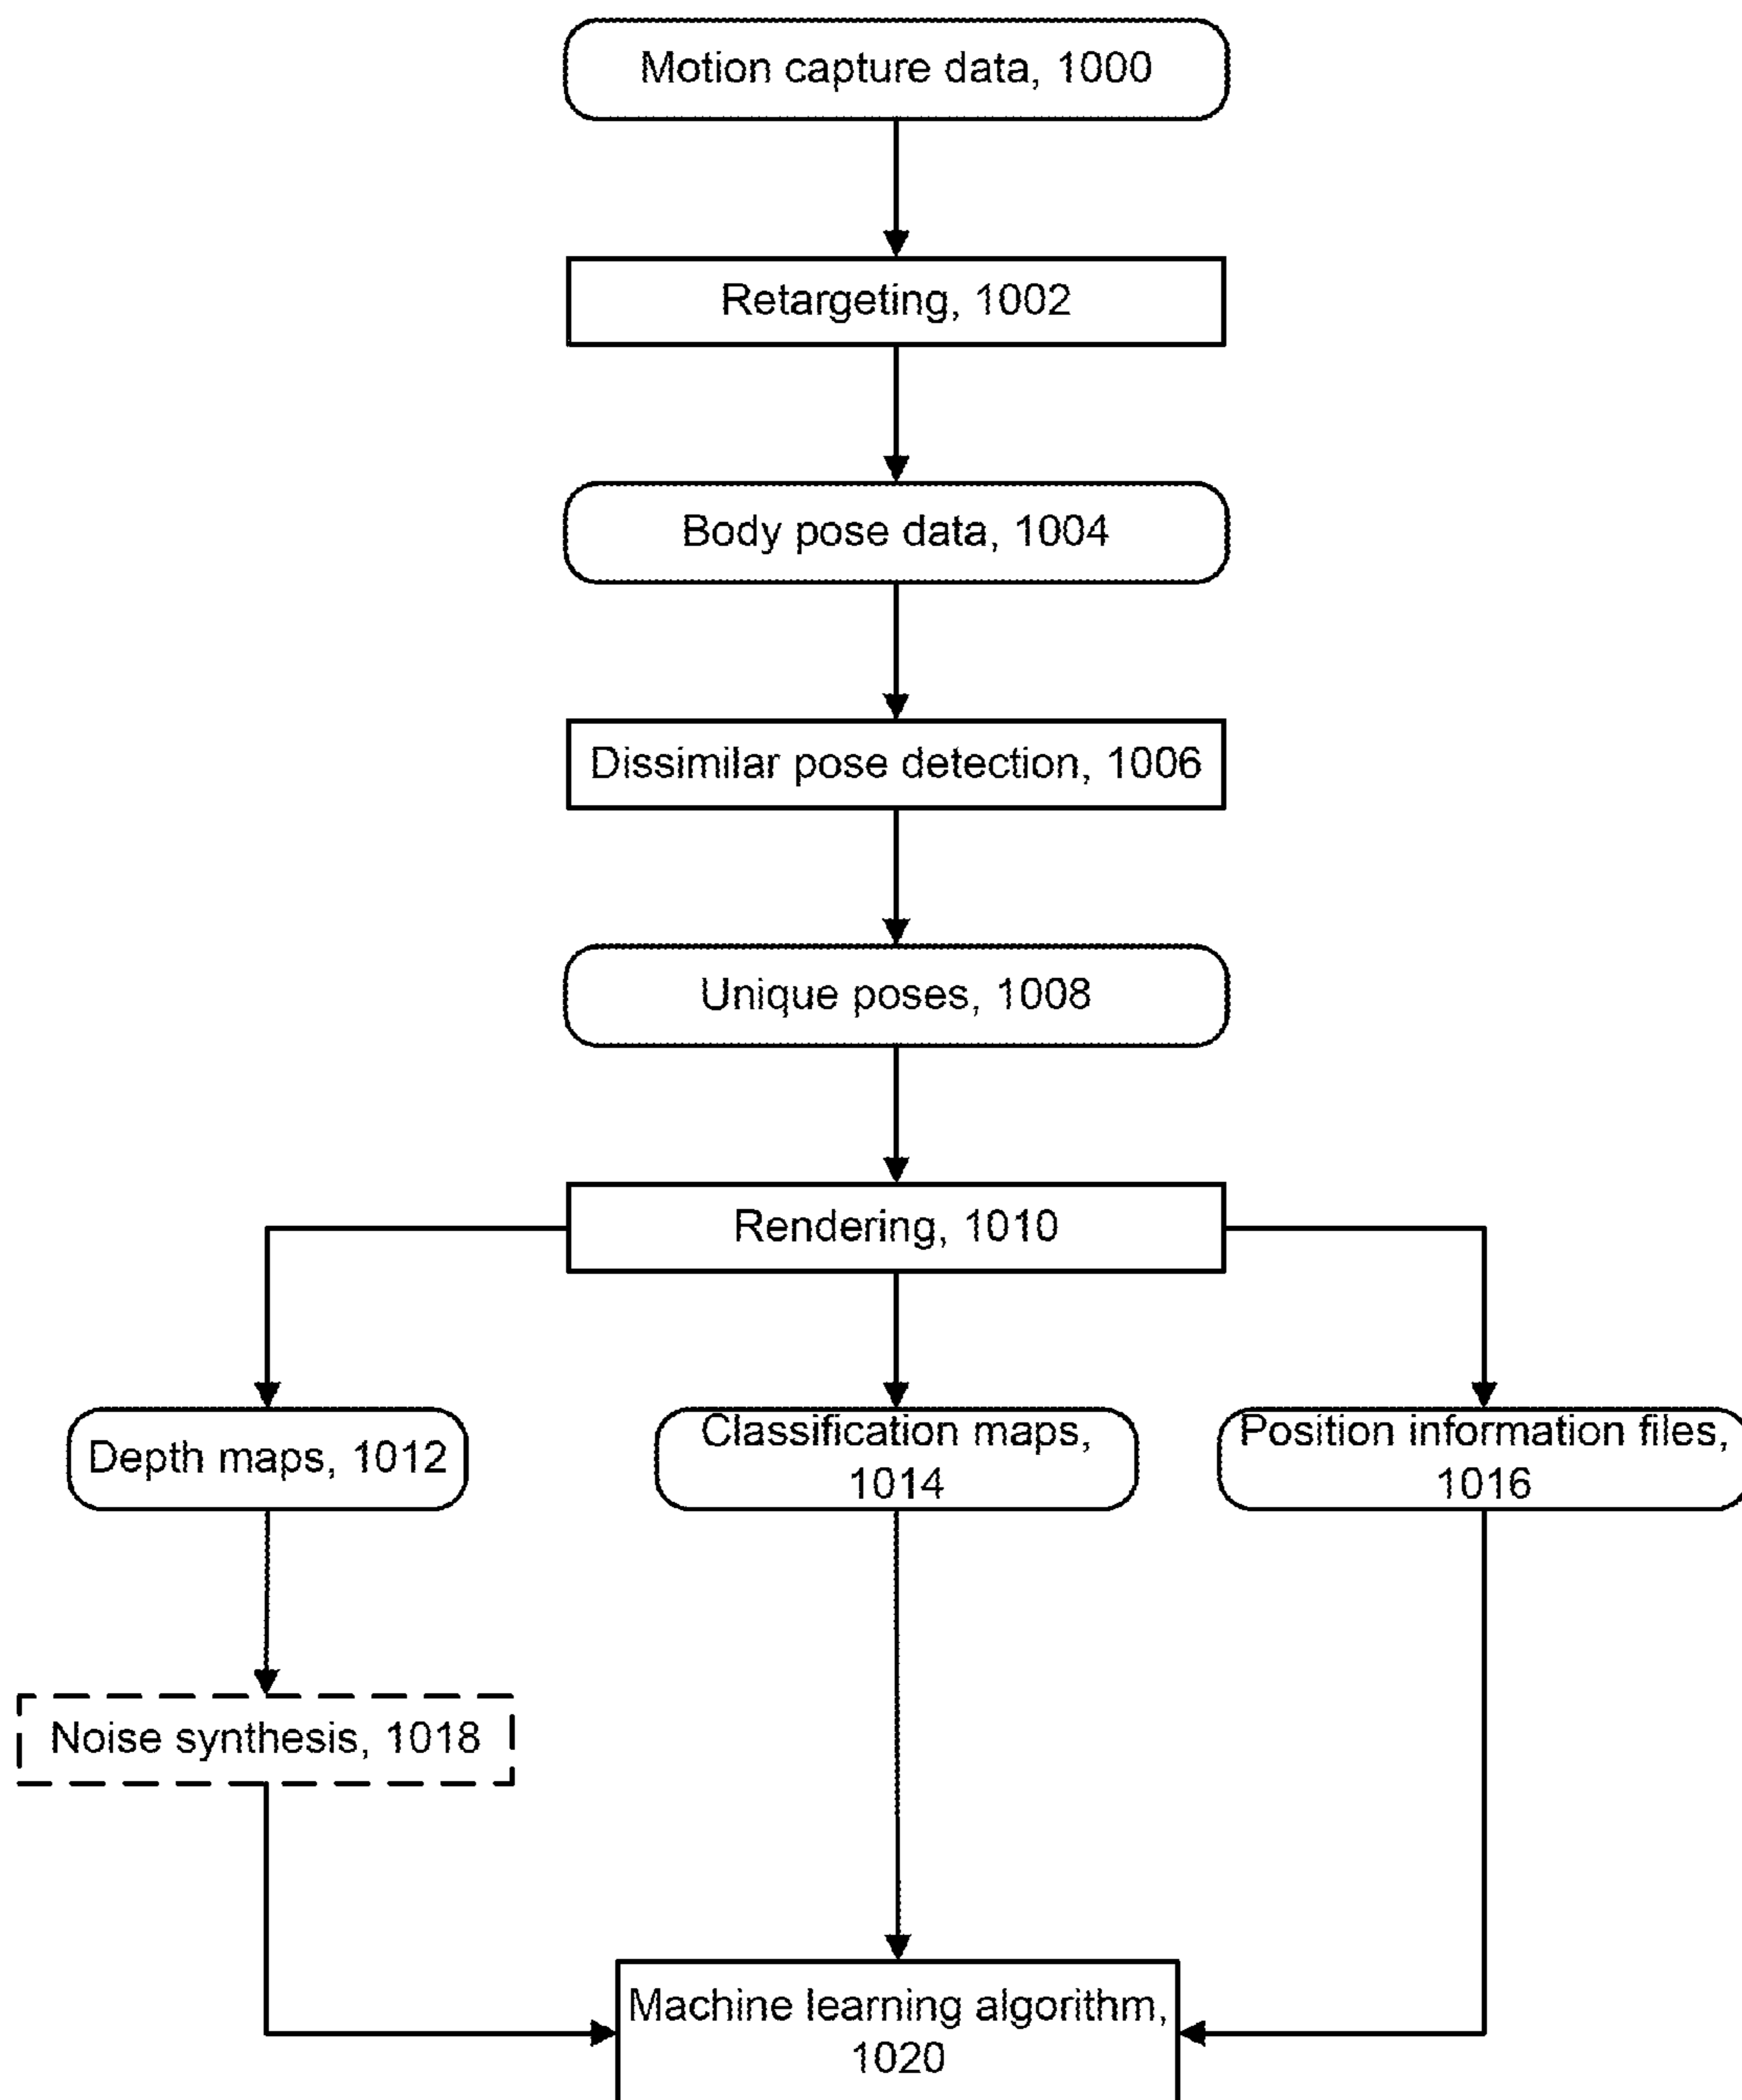 Motion capture data, 1000
Retargeting, 1002
Body pose data, 1004
Dissimilar pose detection, 1006
Unique poses, 1008
Rendering, 1010
Depth maps, 1012
Classification maps,
1014
Position information files,
1016
Noise synthesis, 1018
Machine learning algorithm,
1020